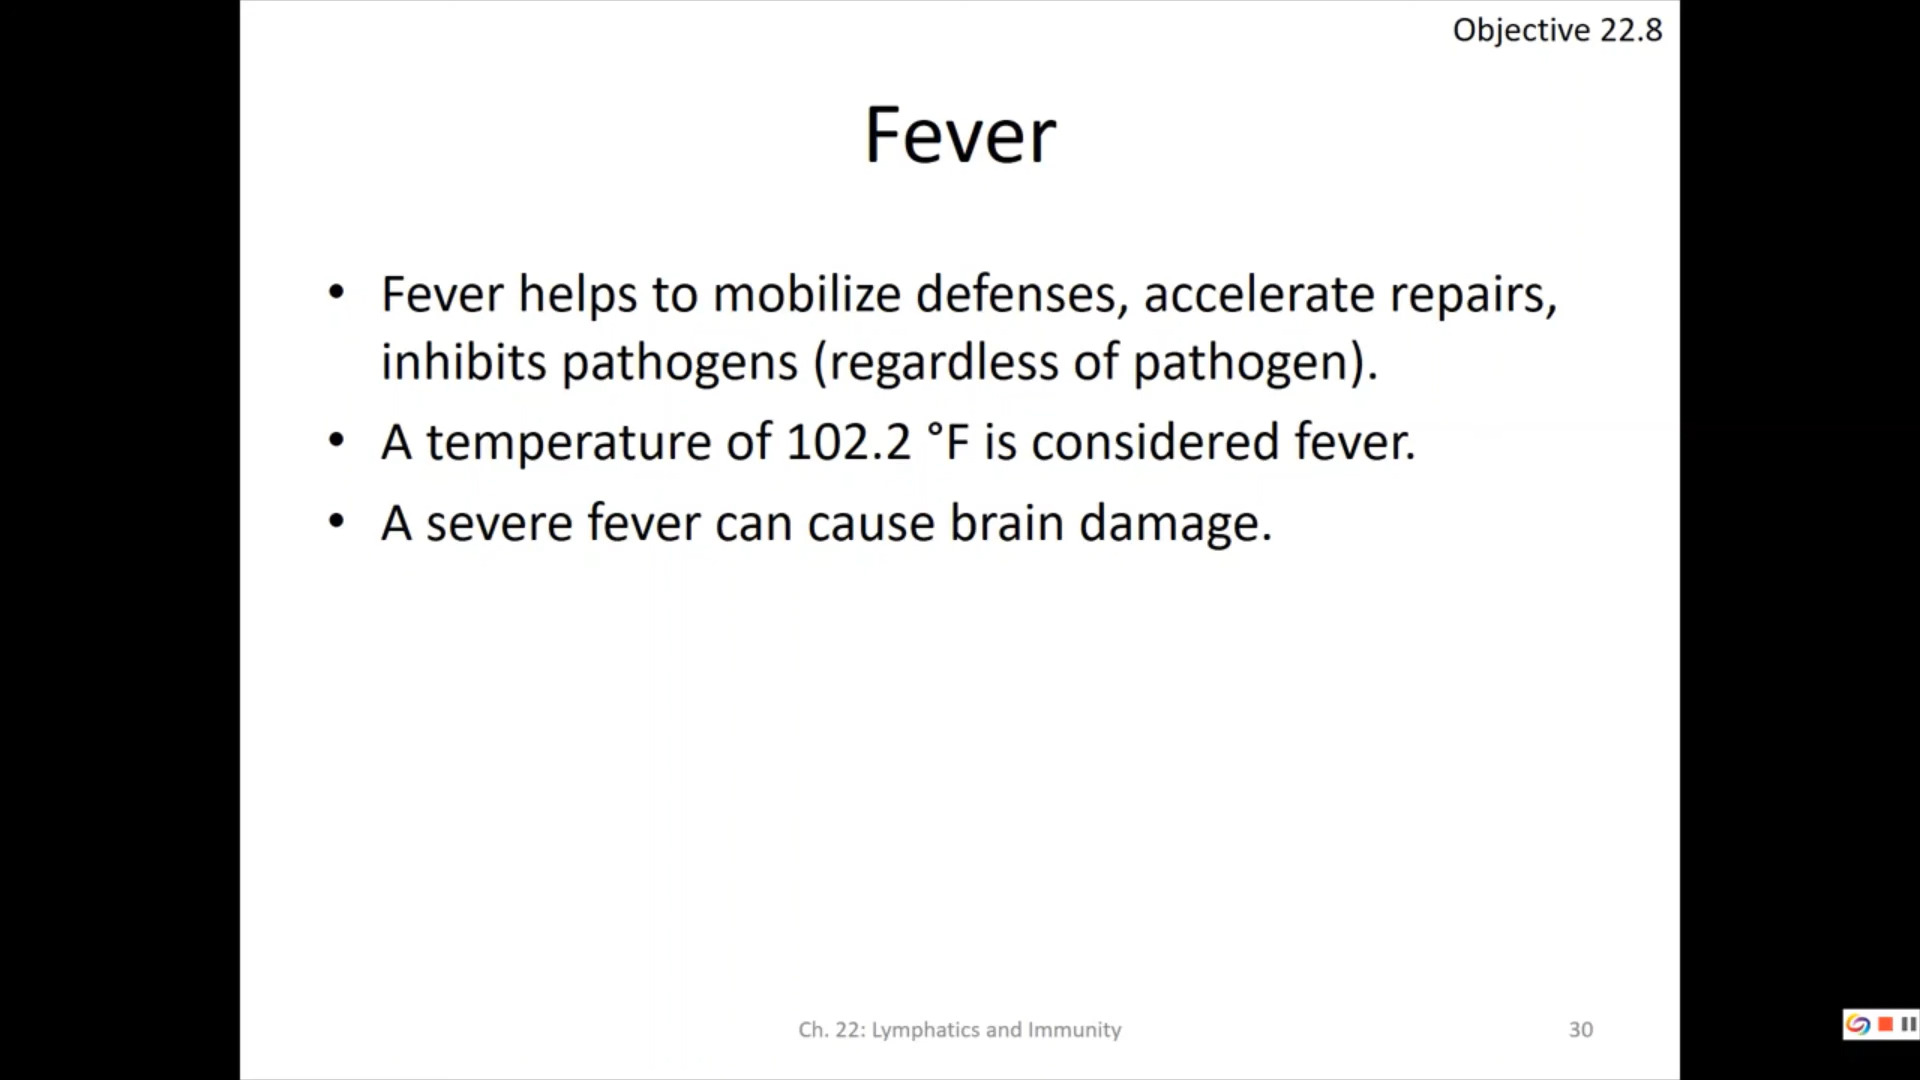 Objective 22.8
Fever
• Fever helps to mobilize defenses, accelerate repairs,
inhibits pathogens (regardless of pathogen).
• A temperature of 102.2 °F is considered fever.
• A severe fever can cause brain damage.
Ch. 22: Lymphatics and Immunity
30